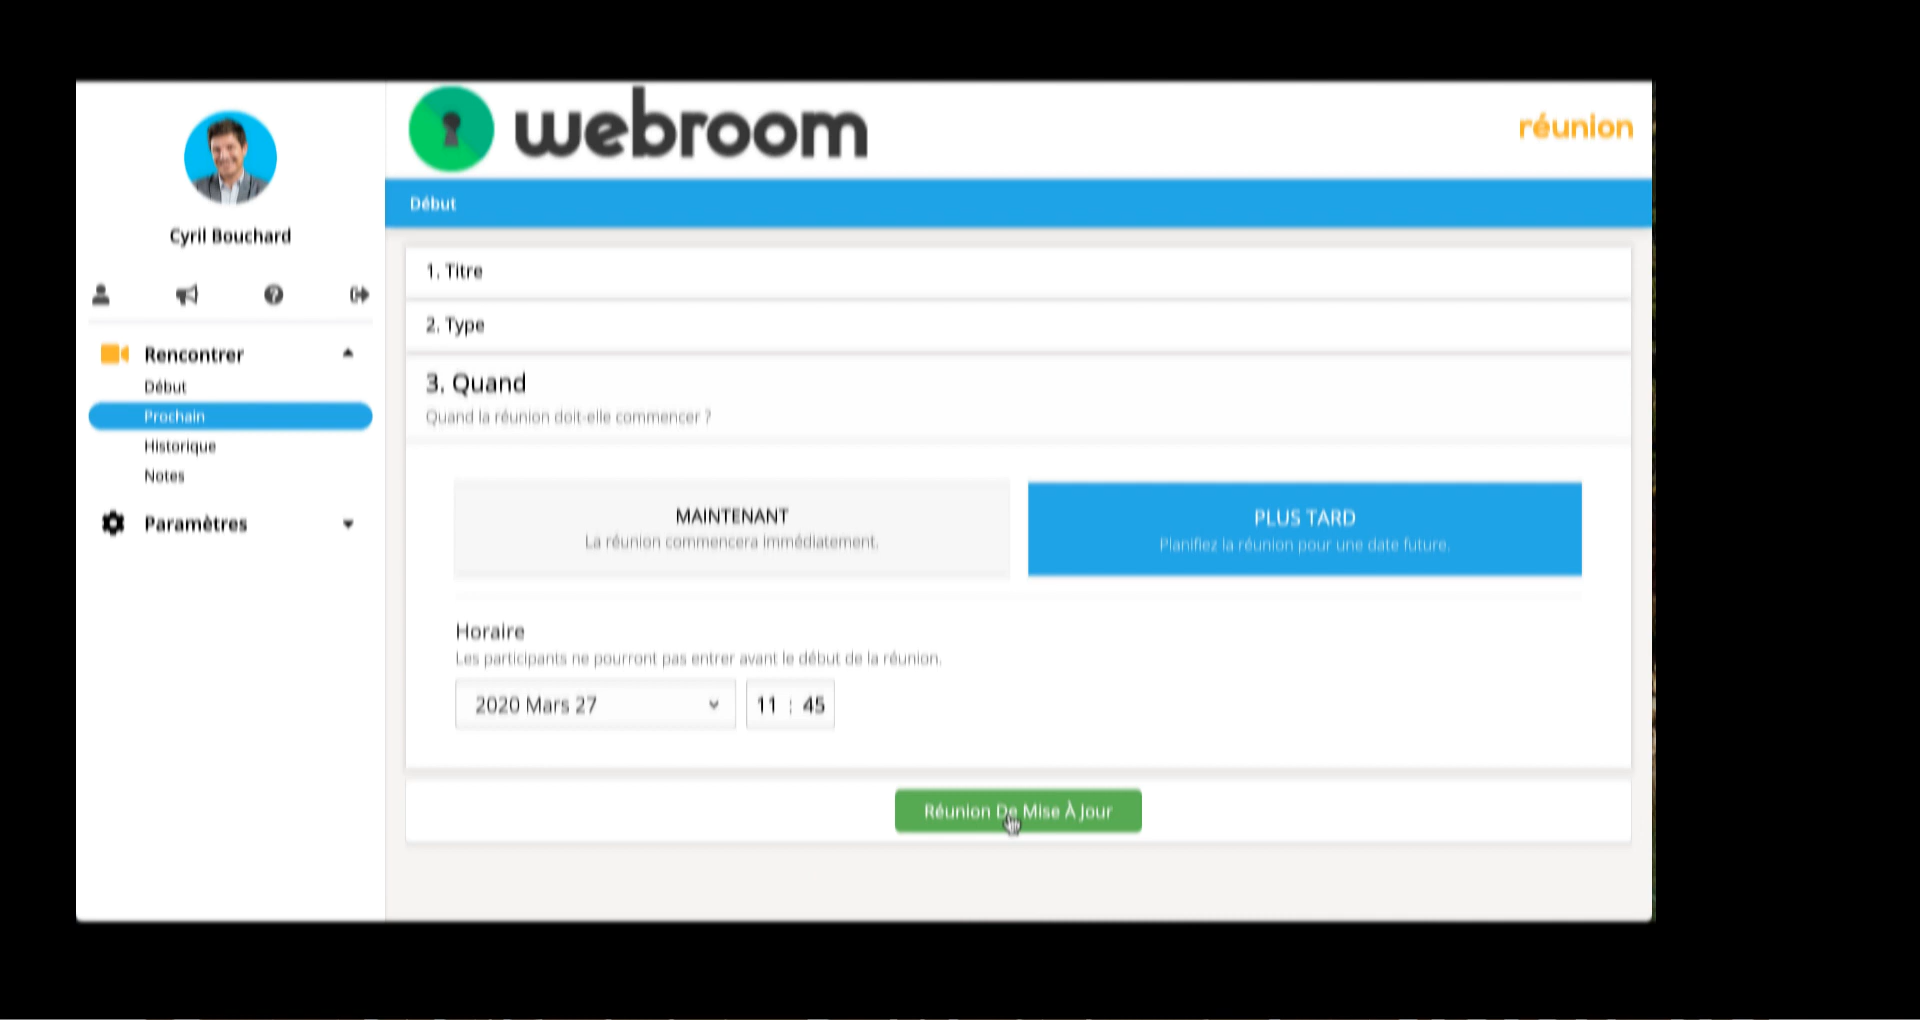 webroom
réunion
Cyril Bouchard
Début
Rencontrer
Début
Prochain
Historique
Notes
Paramètres
1. Titre
2. Type
3. Quand
Quand la réunion doit-elle commencer ?
MAINTENANT
La réunion commencera immédiatement.
PLUS TARD
Planifiez la réunion pour une date future.
Horaire
Les participants ne pourront pas entrer avant le début de la réunion.
2020 Mars 27
11 : 45
Réunion De Mise À Jour